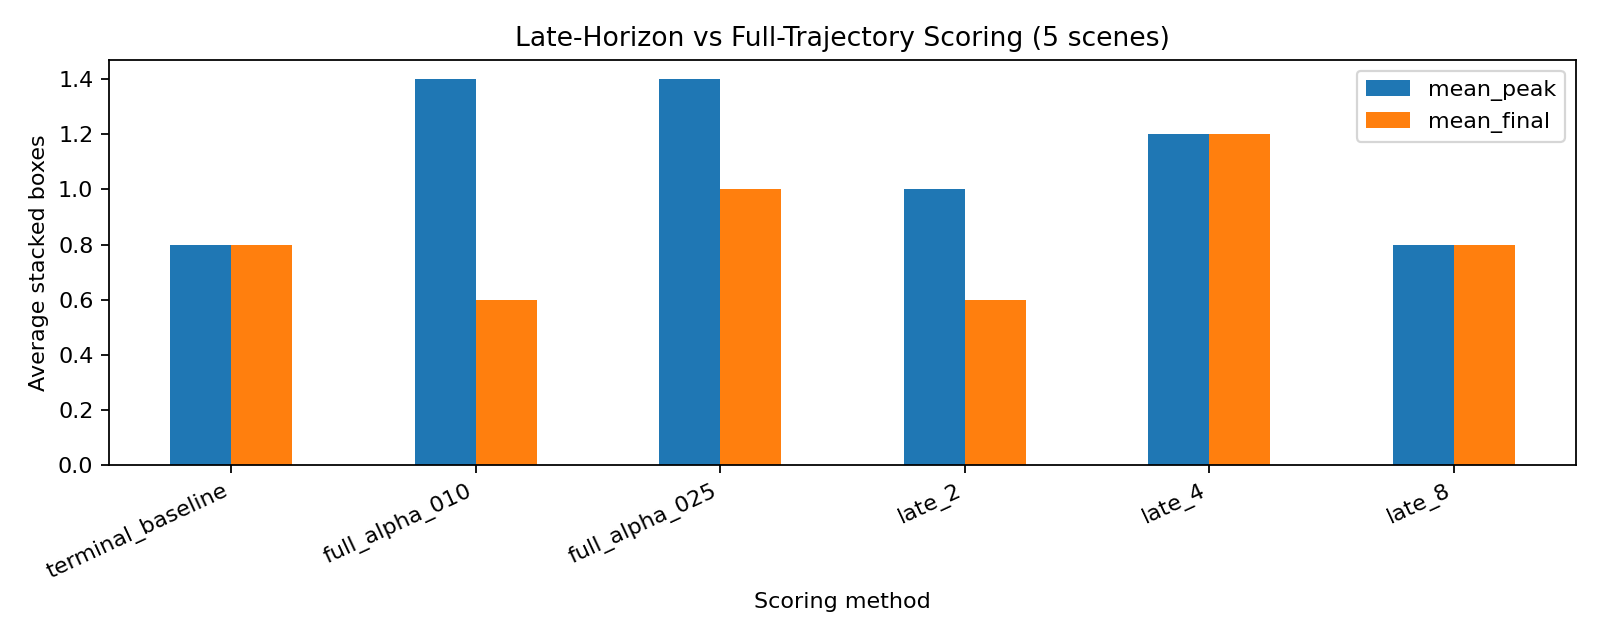 Late-Horizon vs Full-Trajectory Scoring (5 scenes)
mean_peak
mean_final
Average stacked boxes
1.4
1.2
1.0
0.8
0.6
0.4
0.2
0.0
terminal_baseline
full_alpha_010
full_alpha_025
late_2
late_4
late_8
Scoring method